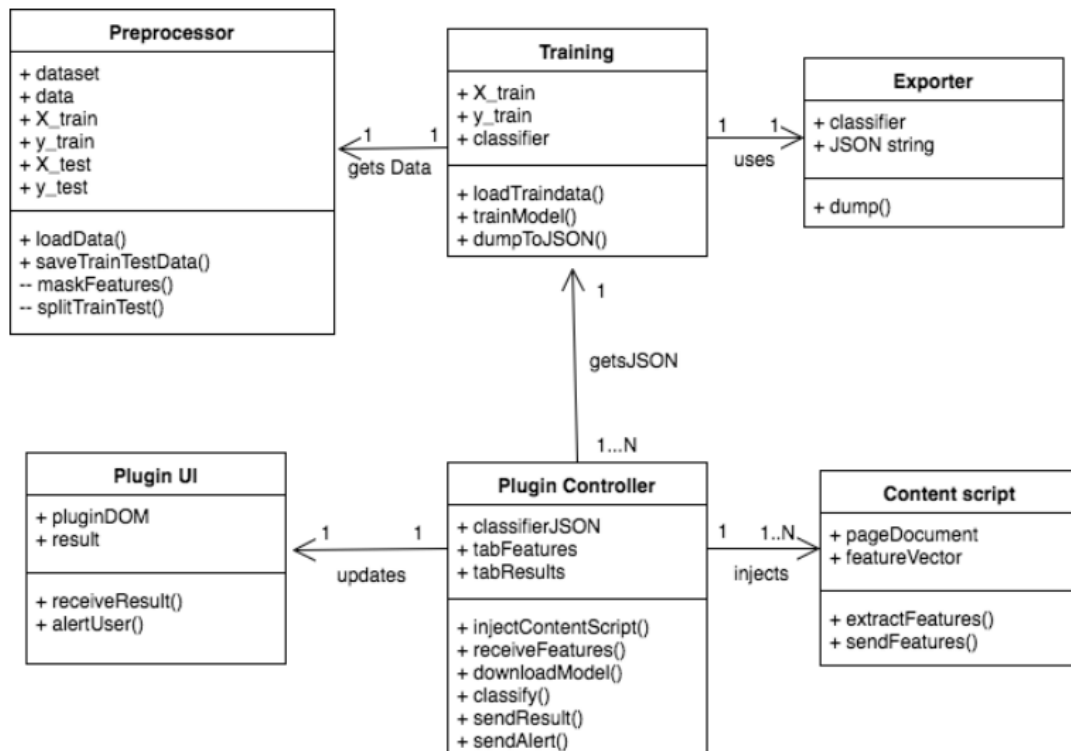 Preprocessor
+ dataset
+ data
+ X_train
+ y_train
+ X_test
+ y_test
+ loadData()
+ saveTrainTestData()
-- maskFeatures()
-- splitTrainTest()
1 1
gets Data
Training
+ X_train
+ y_train
+ classifier
+ loadTraindata()
+ trainModel()
+ dumpToJSON()
1 1
uses
Exporter
+ classifier
+ JSON string
+ dump()
1
getsJSON
1...N
Plugin UI
+ pluginDOM
+ result
+ receiveResult()
+ alertUser()
1 1
updates
Plugin Controller
+ classifierJSON
+ tabFeatures
+ tabResults
+ injectContentScript()
+ receiveFeatures()
+ downloadModel()
+ classify()
+ sendResult()
+ sendAlert()
1 1..N
injects
Content script
+ pageDocument
+ featureVector
+ extractFeatures()
+ sendFeatures()